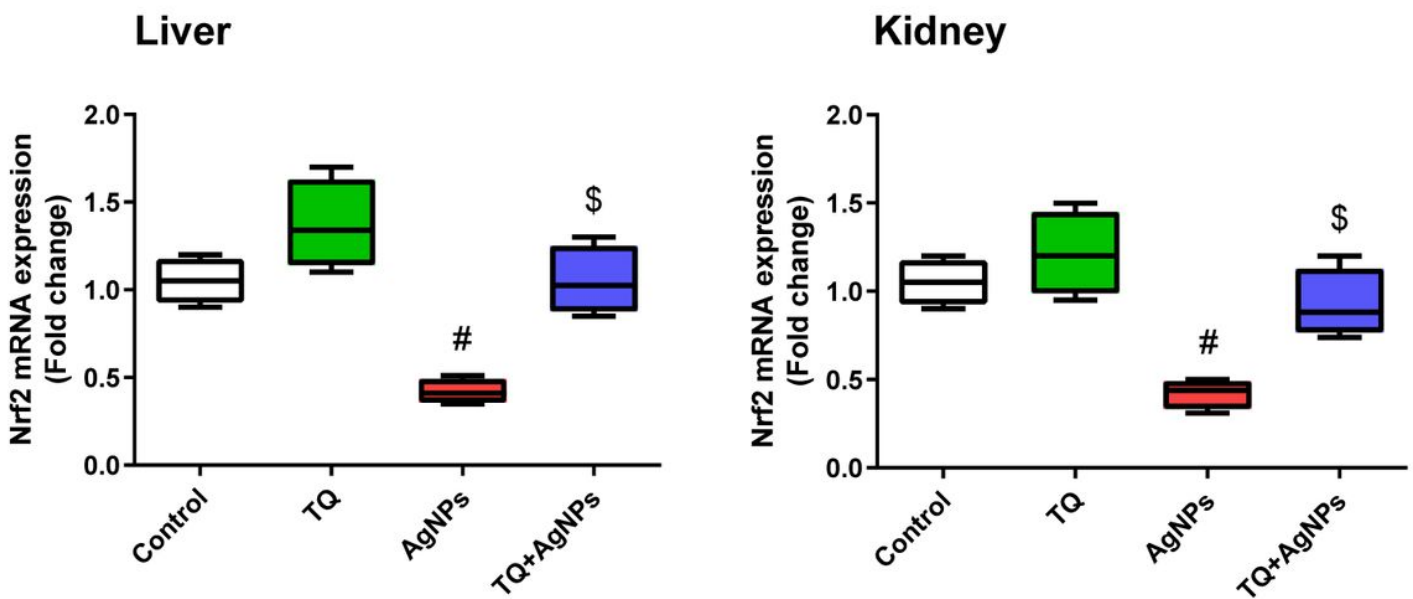 Liver
Nrf2 mRNA expression
(Fold change)
2.0
1.5
1.0
0.5
0.0
#
$
Control
TQ
AgNPs
TQ+AgNPs
Kidney
Nrf2 mRNA expression
(Fold change)
2.0
1.5
1.0
0.5
0.0
#
$
Control
TQ
AgNPs
TQ+AgNPs